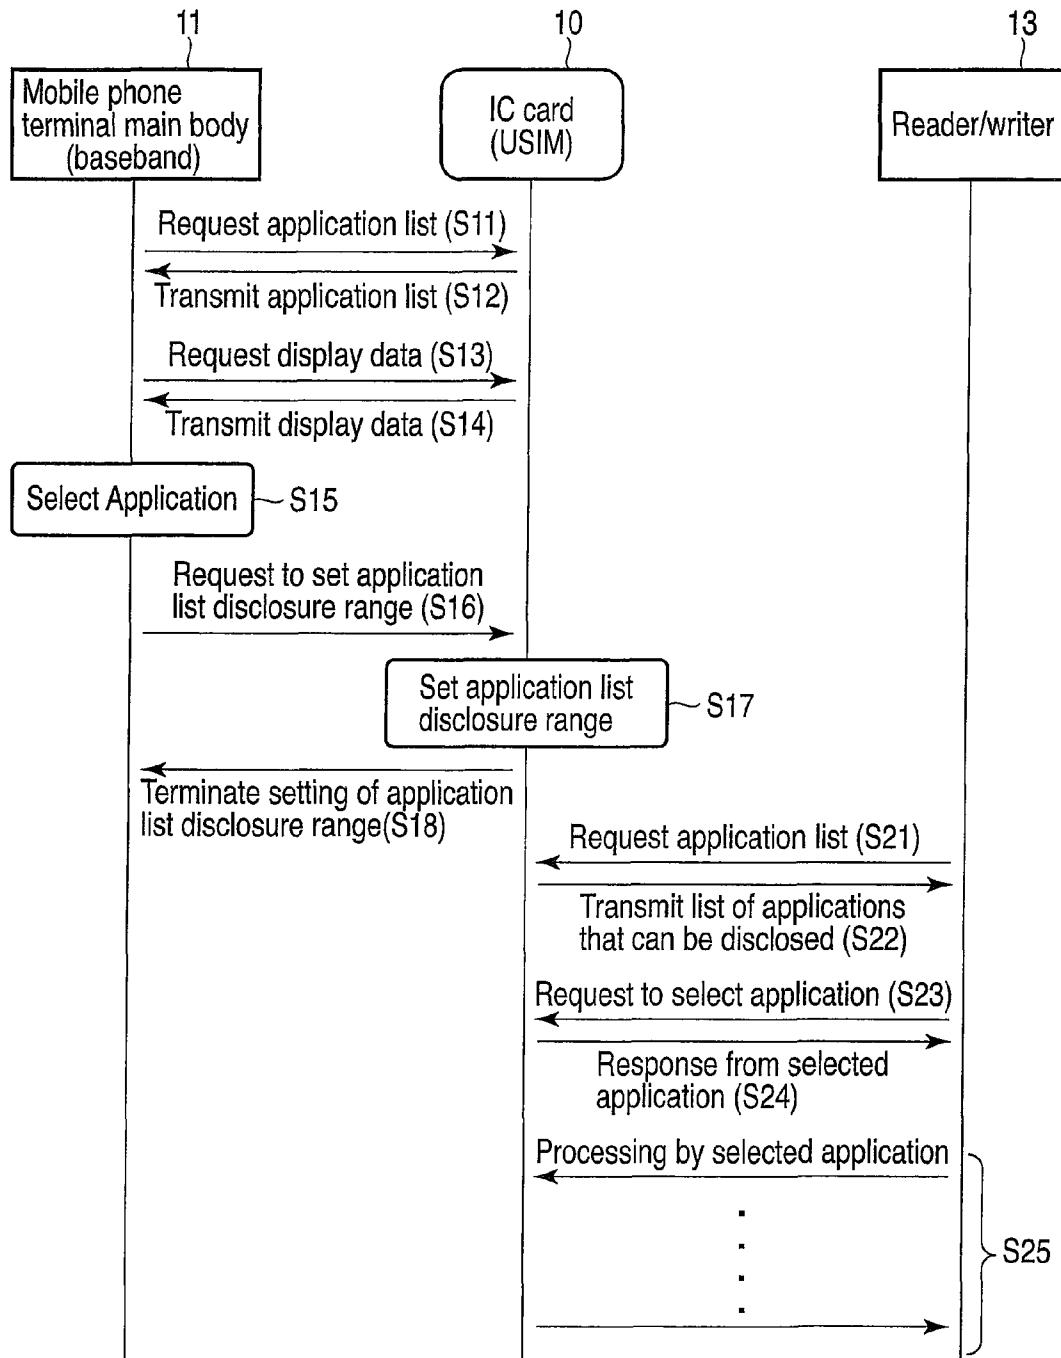 11
10
13
Mobile phone
terminal main body
(baseband)
IC card
(USIM)
Reader/writer
Request application list (S11)
Transmit application list (S12)
Request display data (S13)
Transmit display data (S14)
Select Application
S15
Request to set application
list disclosure range (S16)
Set application list
disclosure range
S17
Terminate setting of application
list disclosure range(S18)
Request application list (S21)
Transmit list of applications
that can be disclosed (S22)
Request to select application (S23)
Response from selected
application (S24)
Processing by selected application
S25